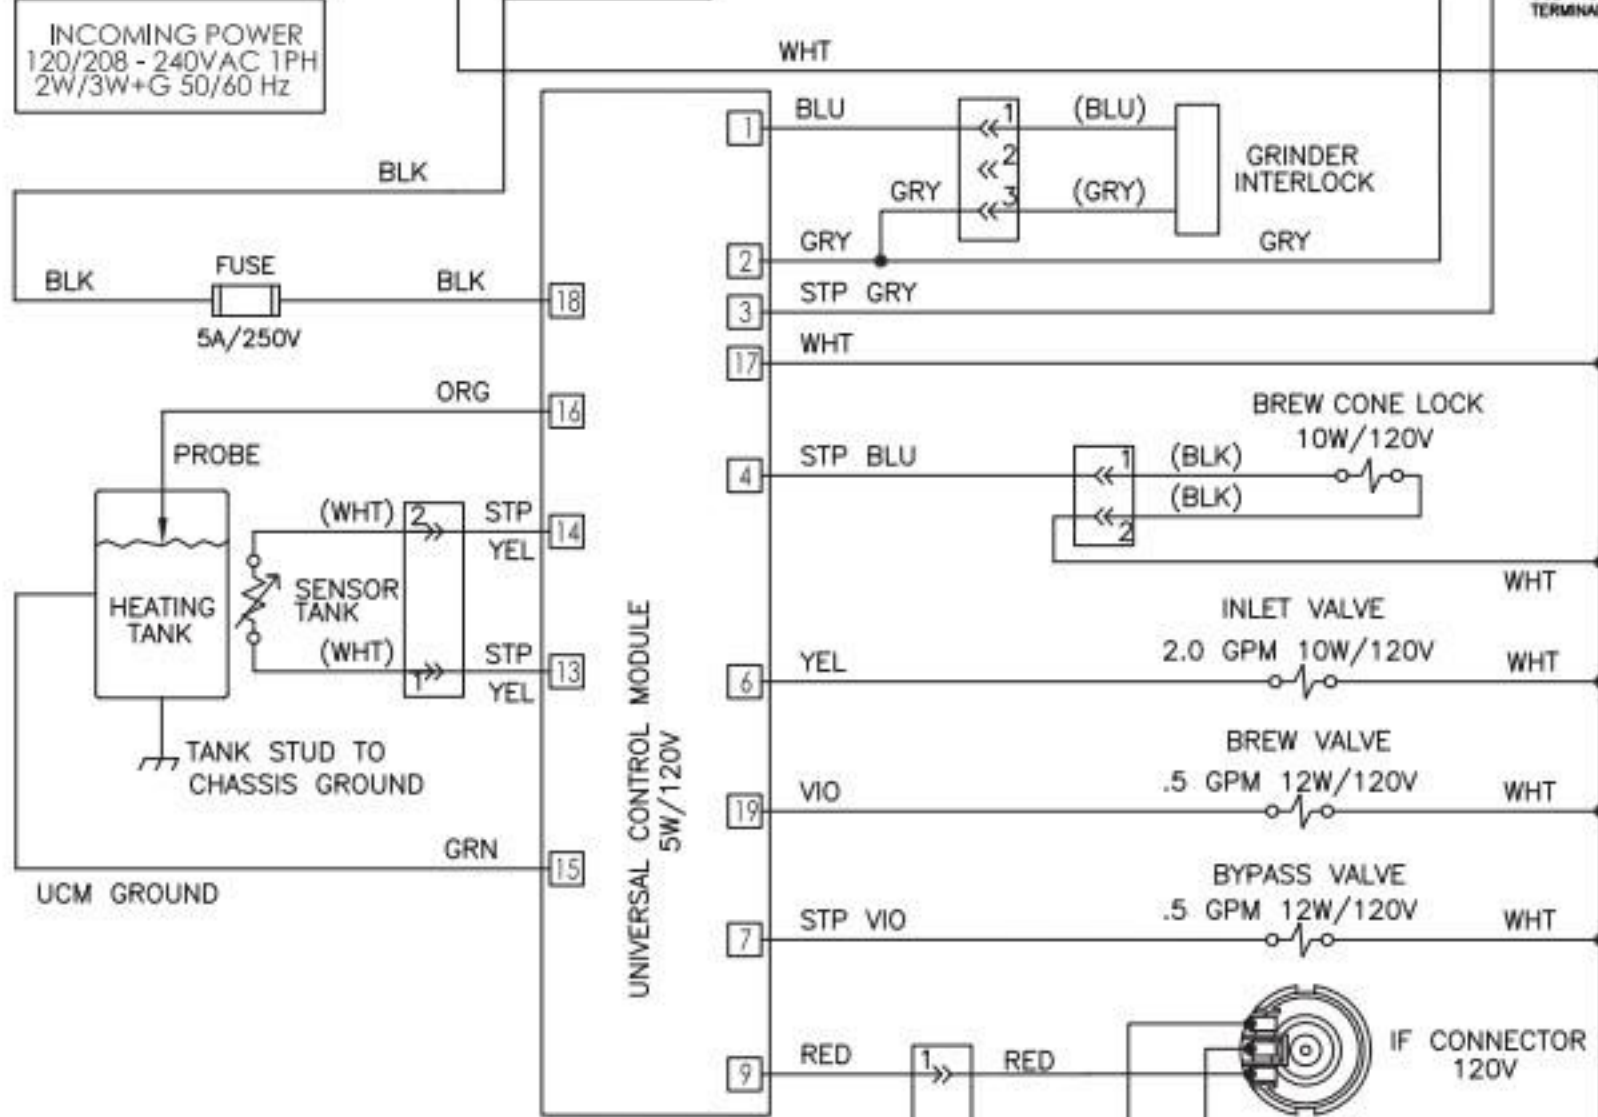 TERMINAL
INCOMING POWER
120/208 - 240VAC 1PH
2W/3W+G 50/60 Hz
WHT
BLK
BLK
FUSE
BLK
5A/250V
18
ORG
16
PROBE
(WHT)
2
STP
YEL
14
HEATING
TANK
SENSOR
TANK
(WHT)
1
STP
YEL
13
TANK STUD TO
CHASSIS GROUND
GRN
15
UCM GROUND
UNIVERSAL CONTROL MODULE
5W/120V
1
BLU
1
(BLU)
2
GRY
3
(GRY)
GRINDER
INTERLOCK
2
GRY
GRY
3
STP GRY
17
WHT
BREW CONE LOCK
10W/120V
4
STP BLU
1
(BLK)
(BLK)
2
WHT
INLET VALVE
2.0 GPM 10W/120V
6
YEL
WHT
BREW VALVE
.5 GPM 12W/120V
19
VIO
WHT
BYPASS VALVE
.5 GPM 12W/120V
7
STP VIO
WHT
9
RED
1
RED
IF CONNECTOR
120V